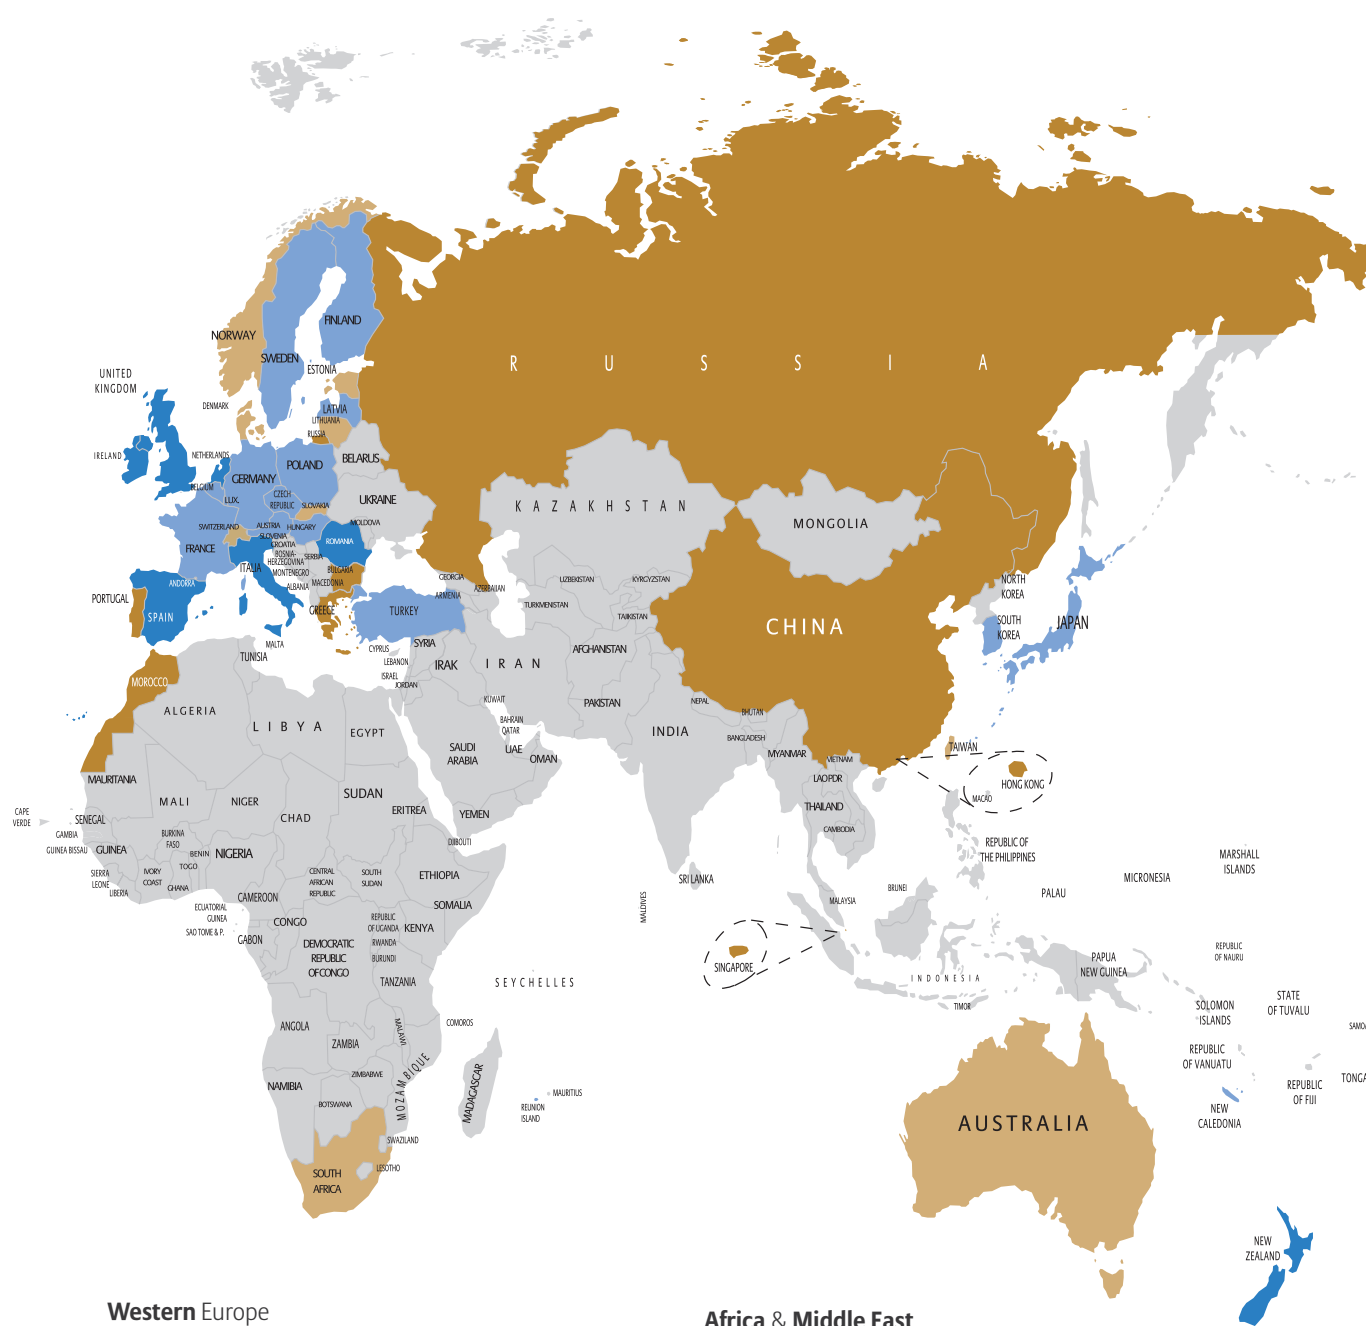 R U S S I A
NORWAY
FINLAND
SWEDEN
ESTONIA
UNITED
KINGDOM
DENMARK
LATVIA
LITHUANIA
RUSSIA
IRELAND
NETHERLANDS
BELARUS
POLAND
GERMANY
BELGIUM
LUX.
CZECH
REPUBLIC
SLOVAKIA
UKRAINE
KAZAKHSTAN
MONGOLIA
SWITZERLAND
AUSTRIA
HUNGARY
MOLDOVA
SLOVENIA
CROATIA
ROMANIA
FRANCE
BOSNIA-
HERZEGOVINA
SERBIA
ITALIA
MONTENEGRO
BULGARIA
ANDORRA
ALBANIA
MACEDONIA
GEORGIA
AZERBAIJAN
ARMENIA
UZBEKISTAN
KYRGYZSTAN
NORTH
KOREA
PORTUGAL
SPAIN
GREECE
TURKEY
TURKMENISTAN
TAJIKISTAN
CHINA
SOUTH
KOREA
JAPAN
MALTA
TUNISIA
CYPRUS
SYRIA
LEBANON
IRAK
IRAN
AFGHANISTAN
ISRAEL
JORDAN
MOROCCO
ALGERIA
LIBYA
EGYPT
KUWAIT
PAKISTAN
NEPAL
BHUTAN
BAHRAIN
QATAR
INDIA
BANGLADESH
SAUDI
ARABIA
UAE
OMAN
MYANMAR
VIETNAM
TAIWAN
MAURITANIA
LAO PDR
HONG KONG
MACAO
MALI
NIGER
SUDAN
CHAD
ERITREA
YEMEN
THAILAND
CAPE
VERDE
SENEGAL
GAMBIA
GUINEA BISSAU
GUINEA
BURKINA
FASO
BENIN
TOGO
NIGERIA
DJIBOUTI
CAMBODIA
REPUBLIC OF
THE PHILIPPINES
MARSHALL
ISLANDS
SIERRA
LEONE
LIBERIA
IVORY
COAST
GHANA
CENTRAL
AFRICAN
REPUBLIC
SOUTH
SUDAN
ETHIOPIA
SRI LANKA
MICRONESIA
PALAU
BRUNEI
MALAYSIA
MALDIVES
CAMEROON
SOMALIA
EQUATORIAL
GUINEA
SAO TOME & P.
CONGO
REPUBLIC
OF UGANDA
KENYA
GABON
DEMOCRATIC
REPUBLIC
OF CONGO
RWANDA
BURUNDI
TANZANIA
SEYCHELLES
SINGAPORE
INDONESIA
TIMOR
PAPUA
NEW GUINEA
REPUBLIC
OF NAURU
SOLOMON
ISLANDS
STATE
OF TUVALU
SAMO
ANGOLA
ZAMBIA
MALAWI
COMOROS
MOZAMBIQUE
MADAGASCAR
ZIMBABWE
NAMIBIA
BOTSWANA
MAURITIUS
REUNION
ISLAND
REPUBLIC
OF VANUATU
REPUBLIC
OF FIJI
TONGA
NEW
CALEDONIA
SWAZILAND
LESOTHO
SOUTH
AFRICA
AUSTRALIA
NEW
ZEALAND
Western Europe
Africa & Middle East